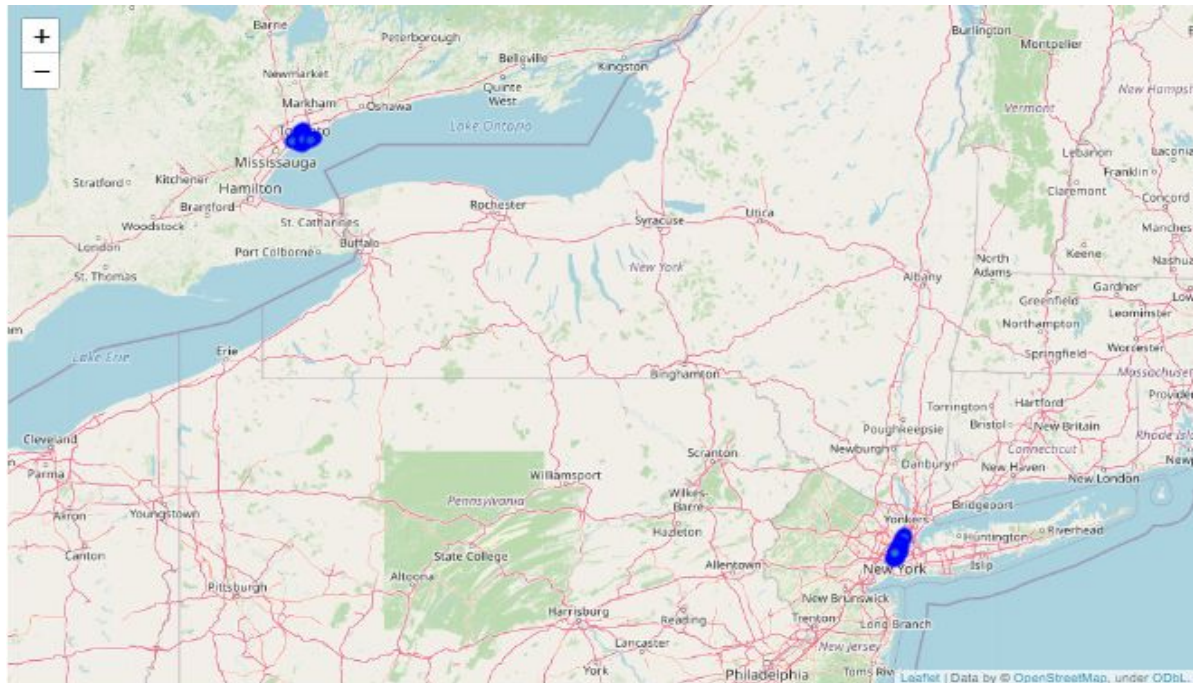 +
−
Barrie
Peterborough
Burlington
Montpelier
Belleville
Kingston
Newmarket
Quinte
West
Markham
Oshawa
Vermont
New Hamps
Lake Ontario
Mississauga
Lebanon
Laconia
Stratford
Kitchener
Hamilton
Rochester
Franklin
Claremont
Brantford
Woodstock
St. Catharines
Syracuse
Utica
Concord
London
Port Colborne
Buffalo
Manches
Keene
St. Thomas
New York
North
Adams
Nashua
Albany
Gardner
Greenfield
Leominster
am
Northampton
Lake Erie
Erie
Springfield
Worcester
Binghamton
Massachuset
Torrington
Hartford
Provide
Poughkeepsie
Bristol
New Britain
Cleveland
Newburgh
Connecticut
Rhode Isl
Parma
Scranton
Danbury
New Haven
Williamsport
New London
Akron
Youngstown
Pennsylvania
Wilkes-
Barre
Bridgeport
Yonkers
Hazleton
Huntington
Riverhead
Canton
State College
Islip
Altoona
Allentown
New York
Pittsburgh
New Brunswick
Harrisburg
Reading
Trenton
Long Branch
Lancaster
New Jersey
York
Philadelphia
Toms Riv
Leaflet | Data by © OpenStreetMap, under ODbL.